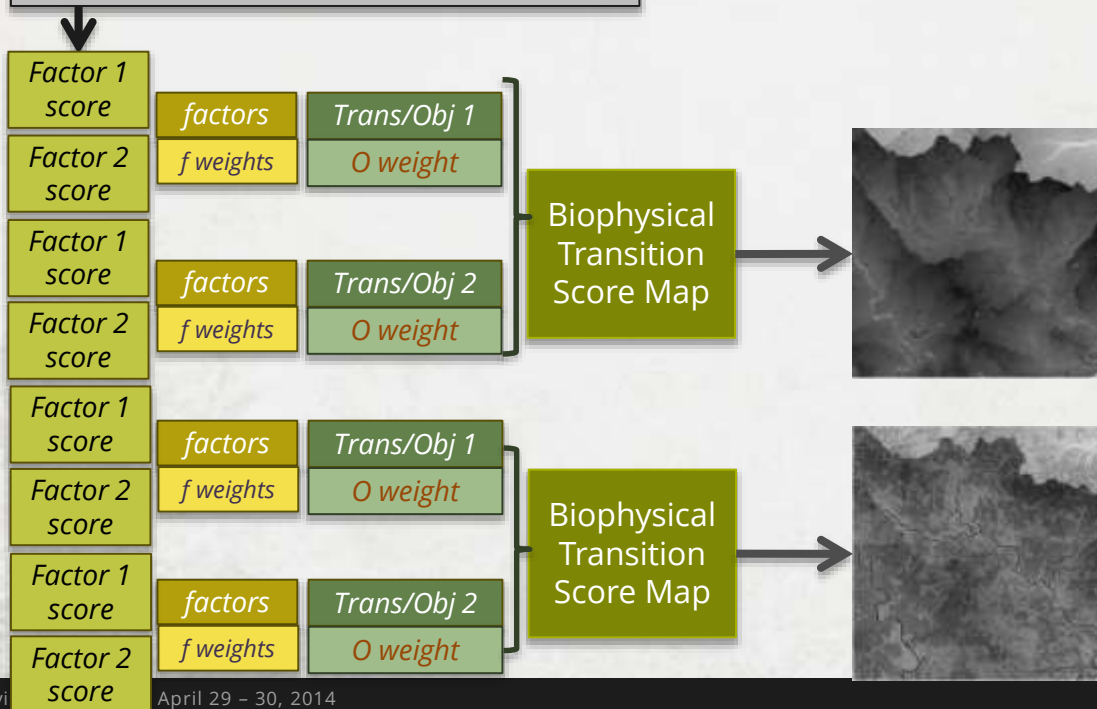 Factor 1
score
Factor 2
score
Factor 1
score
Factor 2
score
Factor 1
score
Factor 2
score
Factor 1
score
Factor 2
score
factors
f weights
Trans/Obj 1
O weight
factors
f weights
Trans/Obj 2
O weight
factors
f weights
Trans/Obj 1
O weight
factors
f weights
Trans/Obj 2
O weight
Biophysical
Transition
Score Map
Biophysical
Transition
Score Map
April 29 – 30, 2014